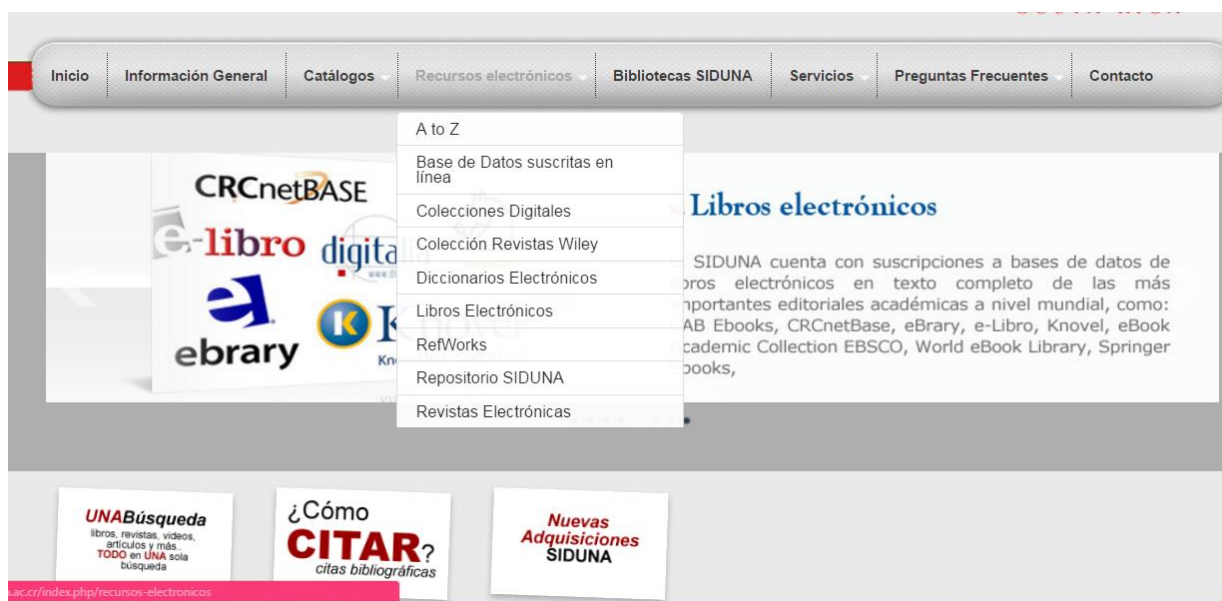 Inicio
Información General
Catálogos
Recursos electrónicos
Bibliotecas SIDUNA
Servicios
Preguntas Frecuentes
Contacto
A to Z
Base de Datos suscritas en
línea
Colecciones Digitales
Colección Revistas Wiley
Diccionarios Electrónicos
Libros Electrónicos
RefWorks
Repositorio SIDUNA
Revistas Electrónicas
CRCnetBASE
e-libro
digitalia
ebrary
Knovel
Libros electrónicos
SIDUNA cuenta con suscripciones a bases de datos de
electrónicos en texto completo de las más
editoriales académicas a nivel mundial, como:
Ebooks, CRCnetBase, eBrary, e-Libro, Knovel, eBook
Collection EBSCO, World eBook Library, Springer
UNABúsqueda
libros, revistas, videos,
artículos y más..
TODO en UNA sola
búsqueda
¿Cómo
CITAR?
citas bibliográficas
Nuevas
Adquisiciones
SIDUNA
.ac.cr/index.php/recursos-electronicos